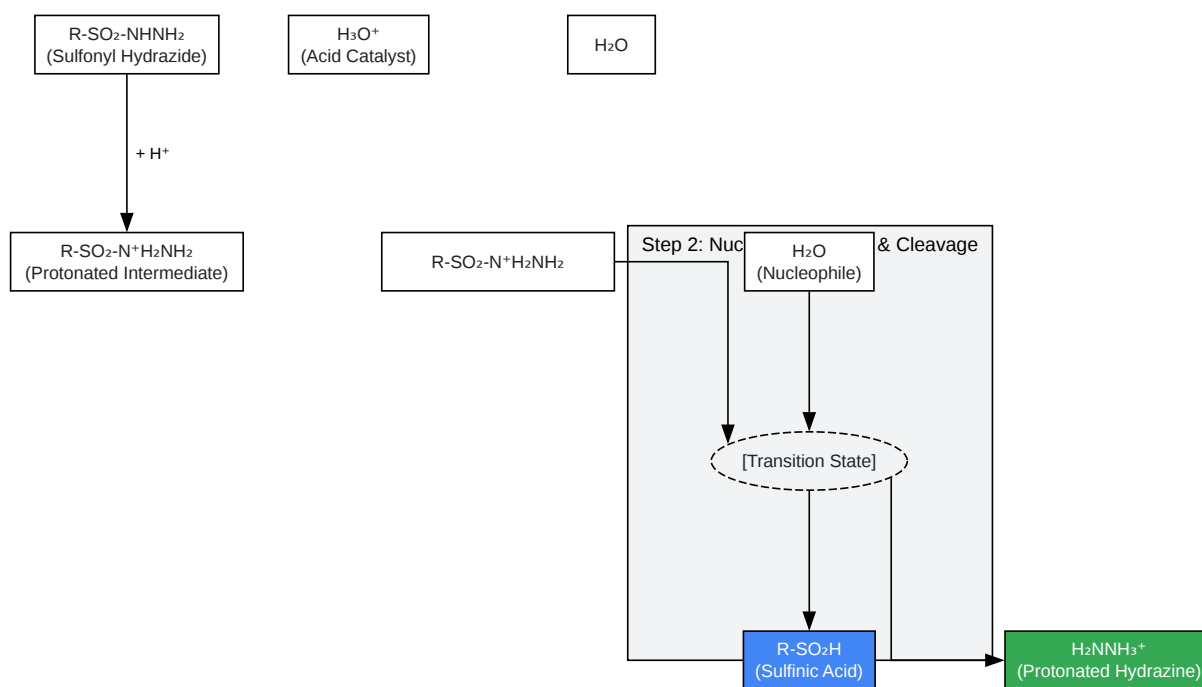 R-SO₂-NHNH₂
(Sulfonyl Hydrazide)
H₃O⁺
(Acid Catalyst)
H₂O
+ H⁺
R-SO₂-N⁺H₂NH₂
(Protonated Intermediate)
R-SO₂-N⁺H₂NH₂
Step 2: Nuc & Cleavage
H₂O
(Nucleophile)
[Transition State]
R-SO₂H
(Sulfinic Acid)
H₂NNH₃⁺
(Protonated Hydrazine)